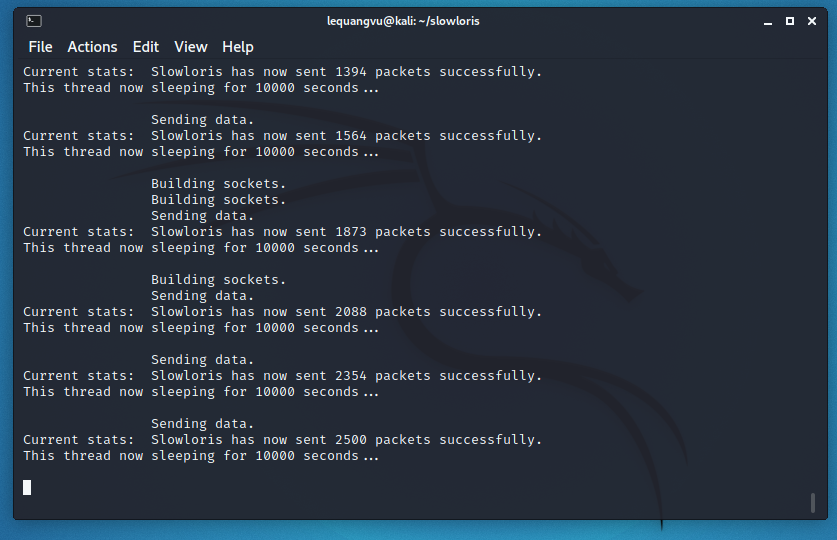 lequangvu@kali: ~/slowloris
File Actions Edit View Help
Current stats: Slowloris has now sent 1394 packets successfully.
This thread now sleeping for 10000 seconds...
Sending data.
Current stats: Slowloris has now sent 1564 packets successfully.
This thread now sleeping for 10000 seconds...
Building sockets.
Building sockets.
Sending data.
Current stats: Slowloris has now sent 1873 packets successfully.
This thread now sleeping for 10000 seconds...
Building sockets.
Sending data.
Current stats: Slowloris has now sent 2088 packets successfully.
This thread now sleeping for 10000 seconds...
Sending data.
Current stats: Slowloris has now sent 2354 packets successfully.
This thread now sleeping for 10000 seconds...
Sending data.
Current stats: Slowloris has now sent 2500 packets successfully.
This thread now sleeping for 10000 seconds...